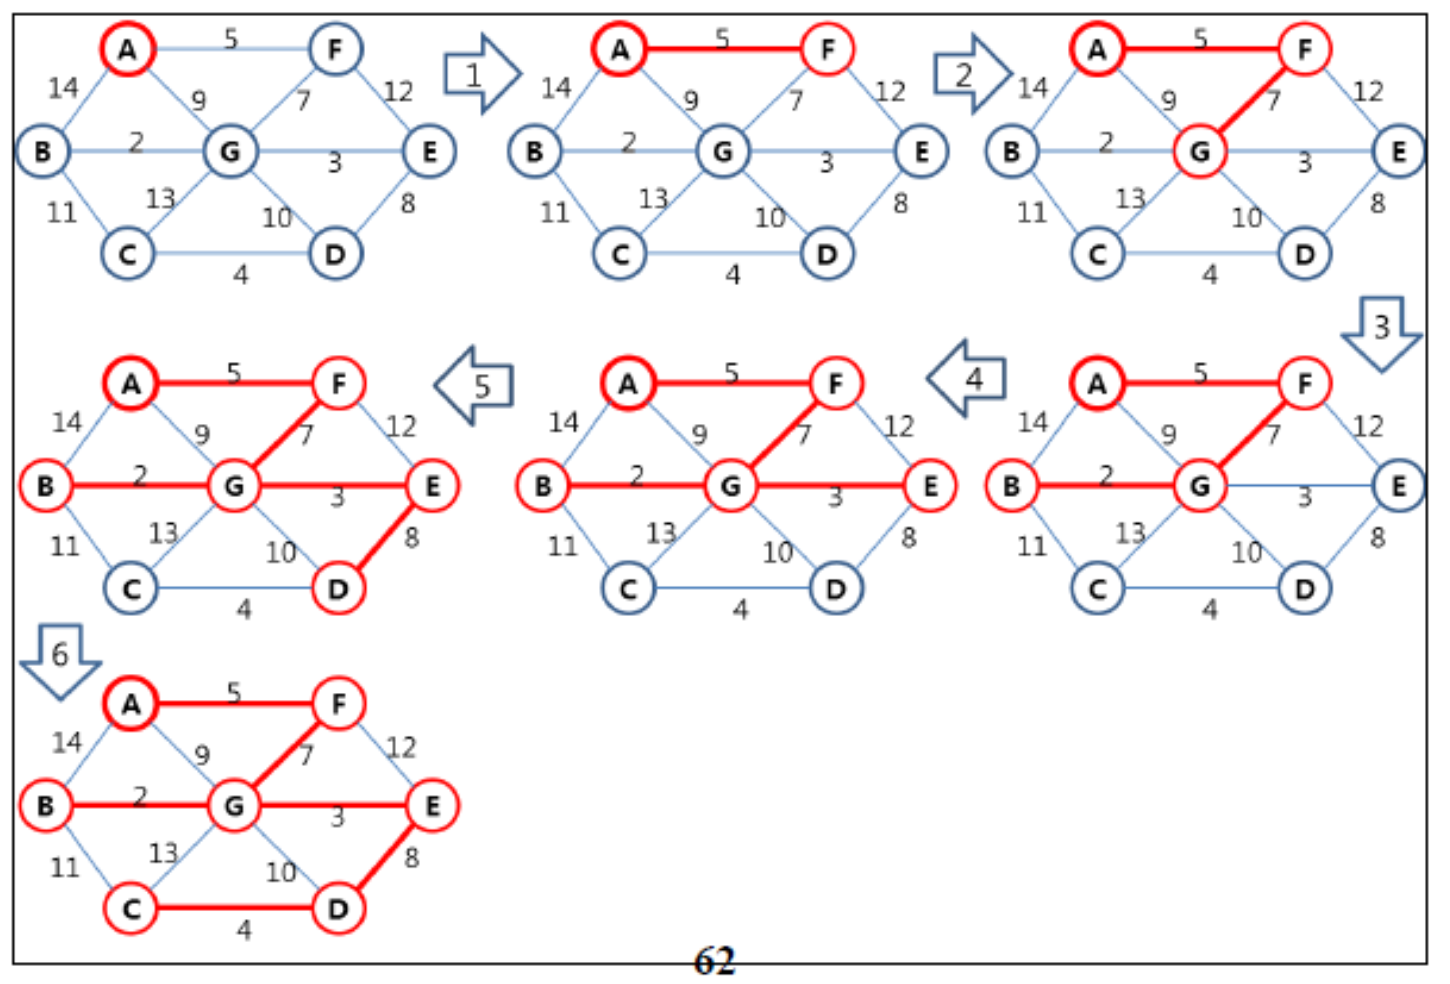 A 5 F 1 A 5 F 2 A 5 F
14 9 7 12 14 9 7 12 14 9 7 12
B 2 G 3 E B 2 G 3 E B 2 G 3 E
11 13 10 8 11 13 10 8 11 13 10 8
C 4 D C 4 D C 4 D
3
A 5 F 5 A 5 F 4 A 5 F
14 9 7 12 14 9 7 12 14 9 7 12
B 2 G 3 E B 2 G 3 E B 2 G 3 E
11 13 10 8 11 13 10 8 11 13 10 8
C 4 D C 4 D C 4 D
6
A 5 F
14 9 7 12
B 2 G 3 E
11 13 10 8
C 4 D
62